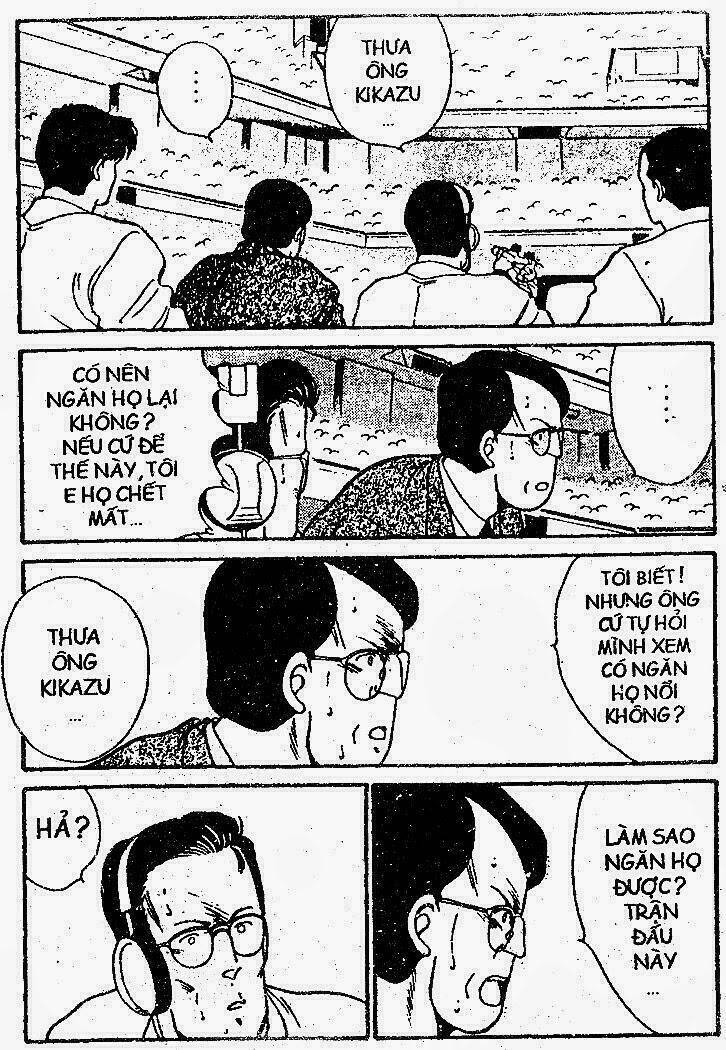 THƯA
ÔNG
KIKAZU
...
....
CÓ NÊN
NGĂN HỌ LẠI
KHÔNG?
NẾU CỨ ĐỂ
THẾ NÀY, TÔI
E HỌ CHẾT
MẤT...
....
THƯA
ÔNG
KIKAZU
...
TÔI BIẾT!
NHƯNG ÔNG
CỨ TỰ HỎI
MÌNH XEM
CÓ NGĂN
HỌ NỔI
KHÔNG?
HẢ?
LÀM SAO
NGĂN HỌ
ĐƯỢC?
TRẬN
ĐẤU
NÀY
...